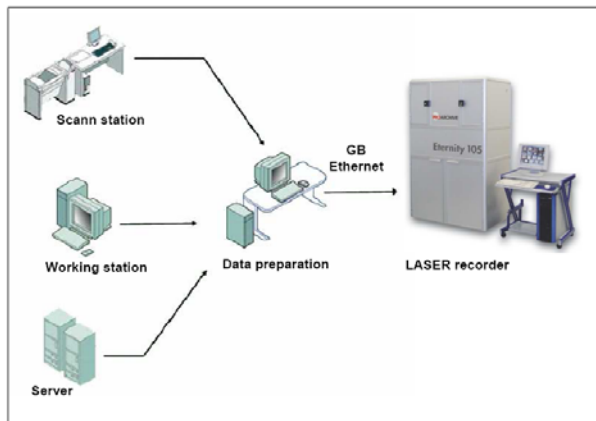 Scann station
GB
Ethernet
Eternity 105
Working station
Data preparation
LASER recorder
Server